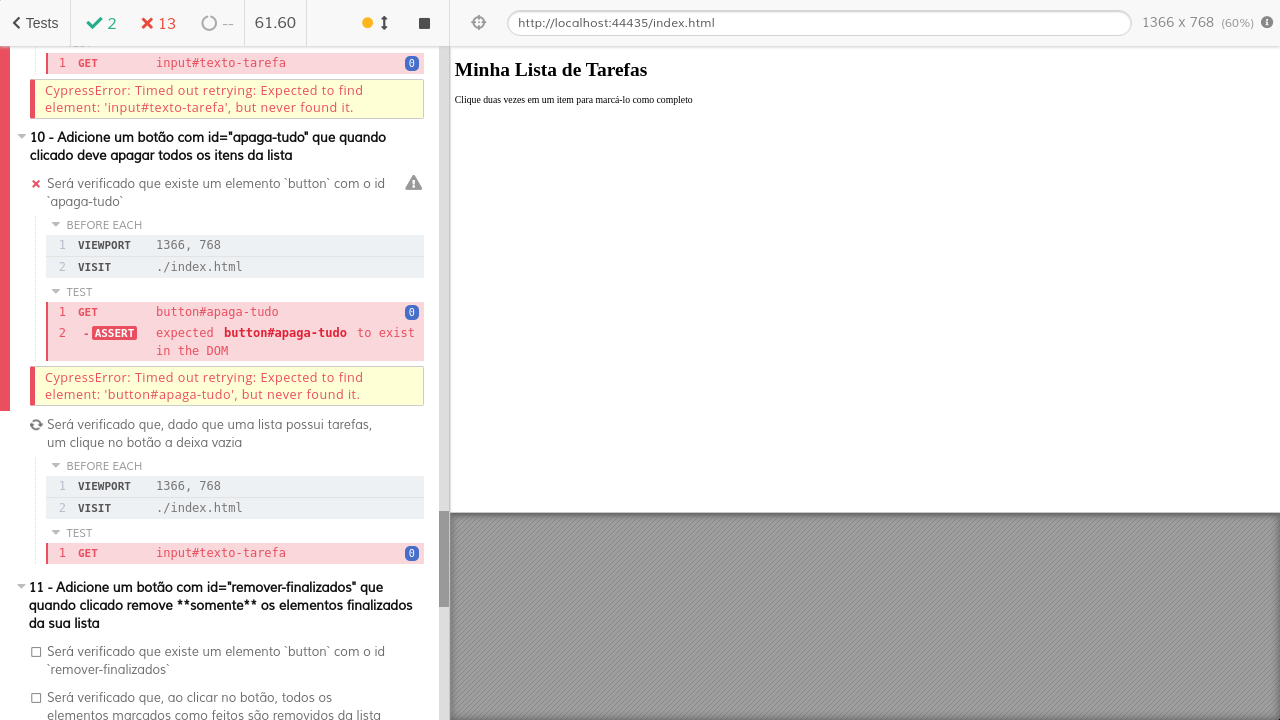 Tests 2 13 -- 61.60
http://localhost:44435/index.html 1366 x 768 (60%)
1 GET input#texto-tarefa 0
CypressError: Timed out retrying: Expected to find
element: 'input#texto-tarefa', but never found it.
10 - Adicione um botão com id="apaga-tudo" que quando
clicado deve apagar todos os itens da lista
Será verificado que existe um elemento `button` com o id
`apaga-tudo`
BEFORE EACH
1 VIEWPORT 1366, 768
2 VISIT ./index.html
TEST
1 GET button#apaga-tudo 0
2 -ASSERT expected button#apaga-tudo to exist
in the DOM
CypressError: Timed out retrying: Expected to find
element: 'button#apaga-tudo', but never found it.
Será verificado que, dado que uma lista possui tarefas,
um clique no botão a deixa vazia
BEFORE EACH
1 VIEWPORT 1366, 768
2 VISIT ./index.html
TEST
1 GET input#texto-tarefa 0
11 - Adicione um botão com id="remover-finalizados" que
quando clicado remove **somente** os elementos finalizados
da sua lista
Será verificado que existe um elemento `button` com o id
`remover-finalizados`
Será verificado que, ao clicar no botão, todos os
elementos marcados como feitos são removidos da lista
Minha Lista de Tarefas
Clique duas vezes em um item para marcá-lo como completo